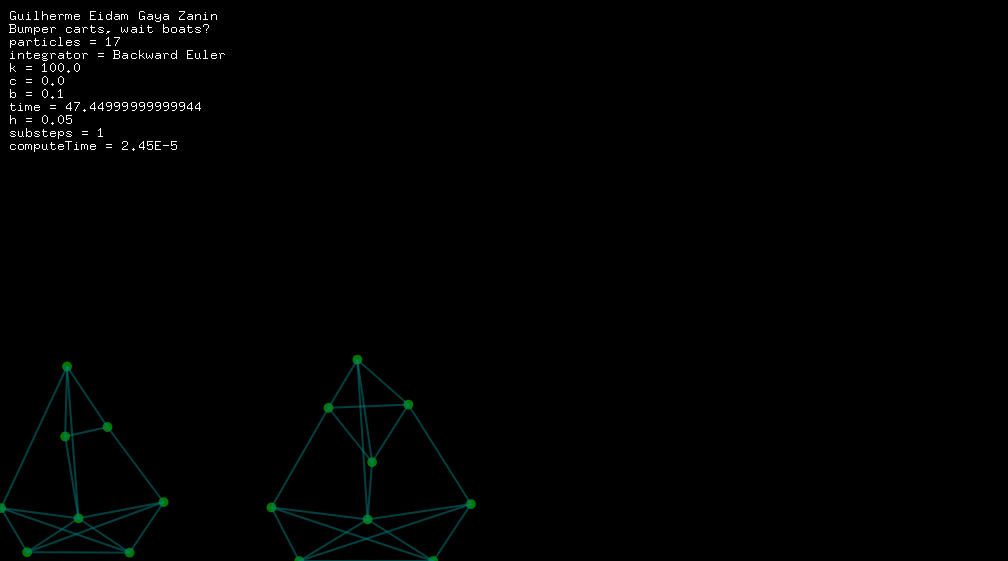 Guilherme Eidam Gaya Zanin
Bumper carts, wait boats?
particles = 17
integrator = Backward Euler
k = 100.0
c = 0.0
b = 0.1
time = 47.44999999999944
h = 0.05
substeps = 1
computeTime = 2.45E-5